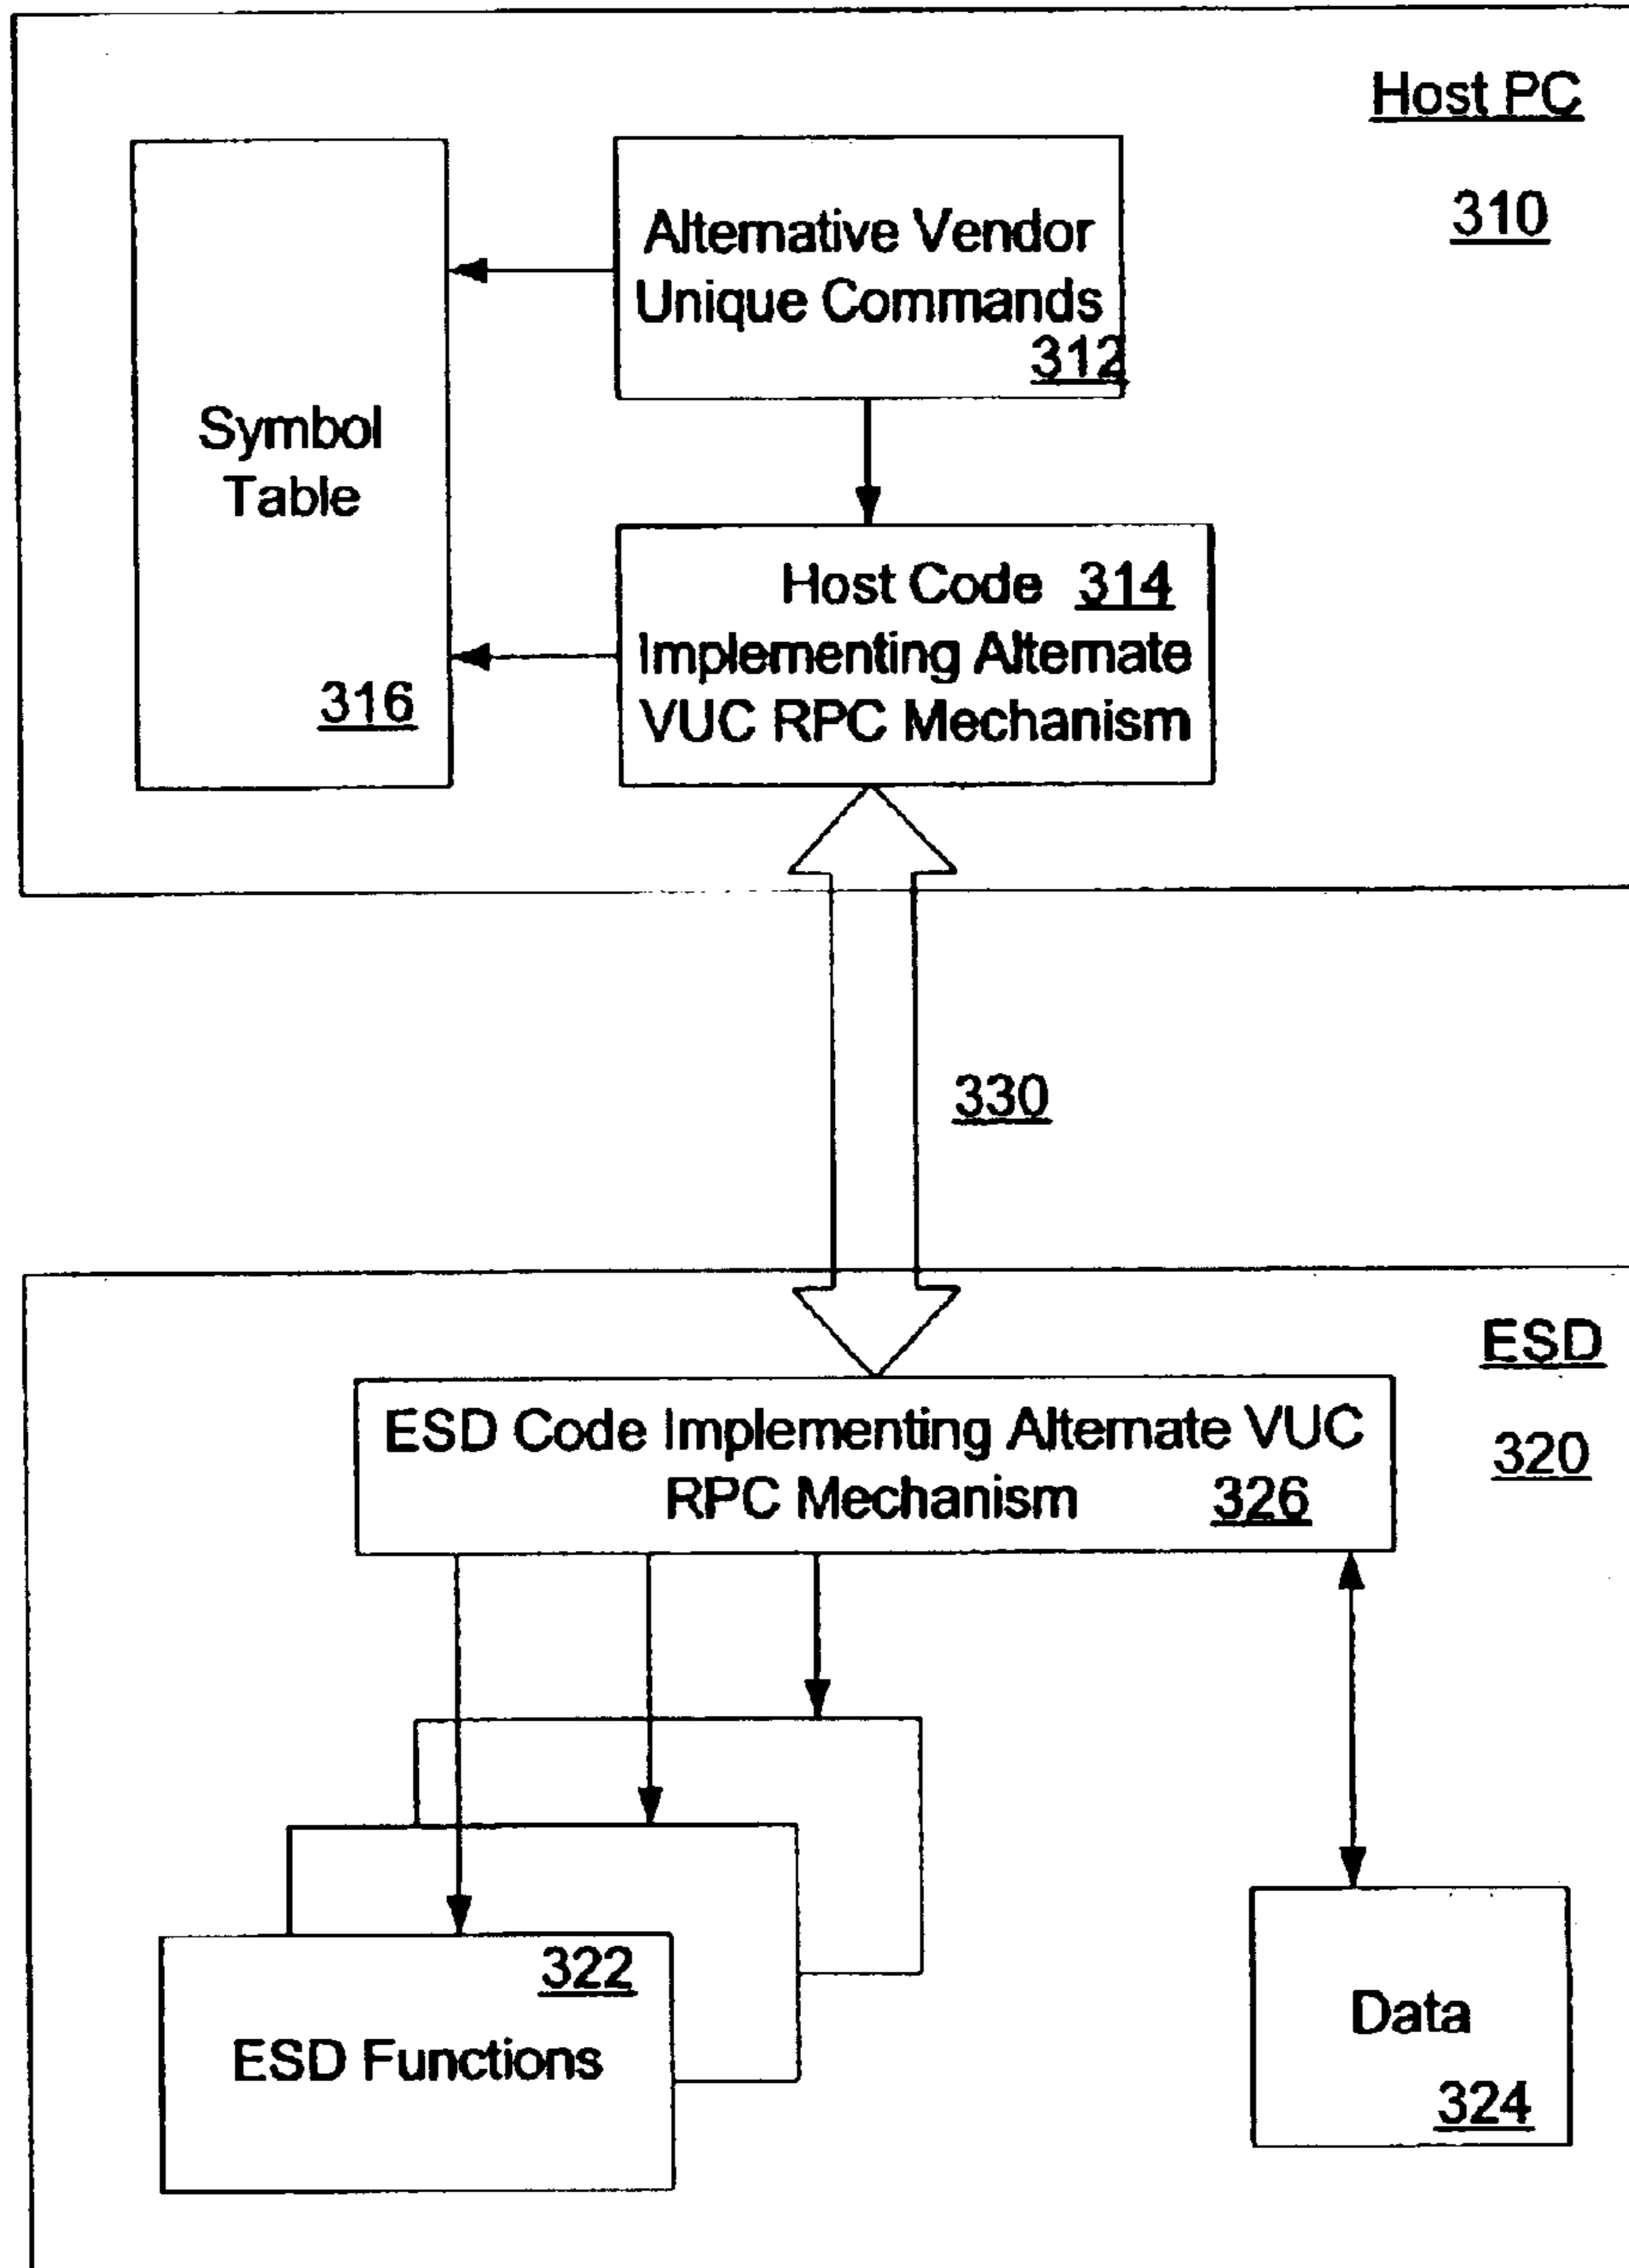 Host PC
310
Alternative Vendor
Unique Commands
312
Symbol
Table
316
Host Code 314
Implementing Alternate
VUC RPC Mechanism
330
ESD
320
ESD Code Implementing Alternate VUC
RPC Mechanism 326
322
ESD Functions
Data
324